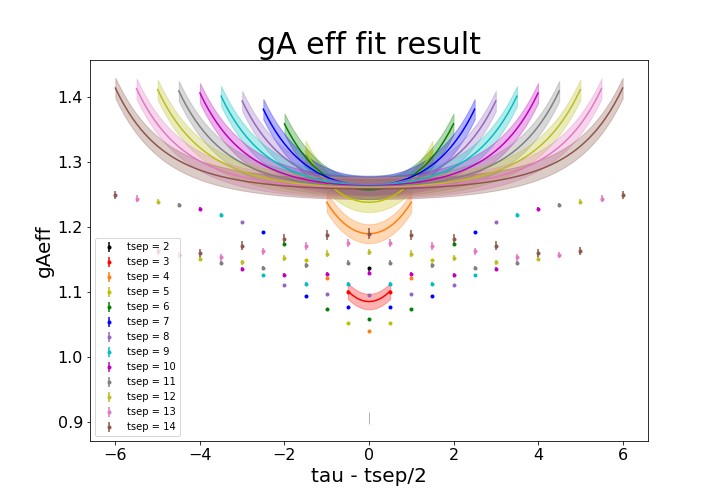 gA eff fit result
gAeff
1.4
1.3
1.2
1.1
1.0
0.9
tsep = 2
tsep = 3
tsep = 4
tsep = 5
tsep = 6
tsep = 7
tsep = 8
tsep = 9
tsep = 10
tsep = 11
tsep = 12
tsep = 13
tsep = 14
−6 −4 −2 0 2 4 6
tau - tsep/2